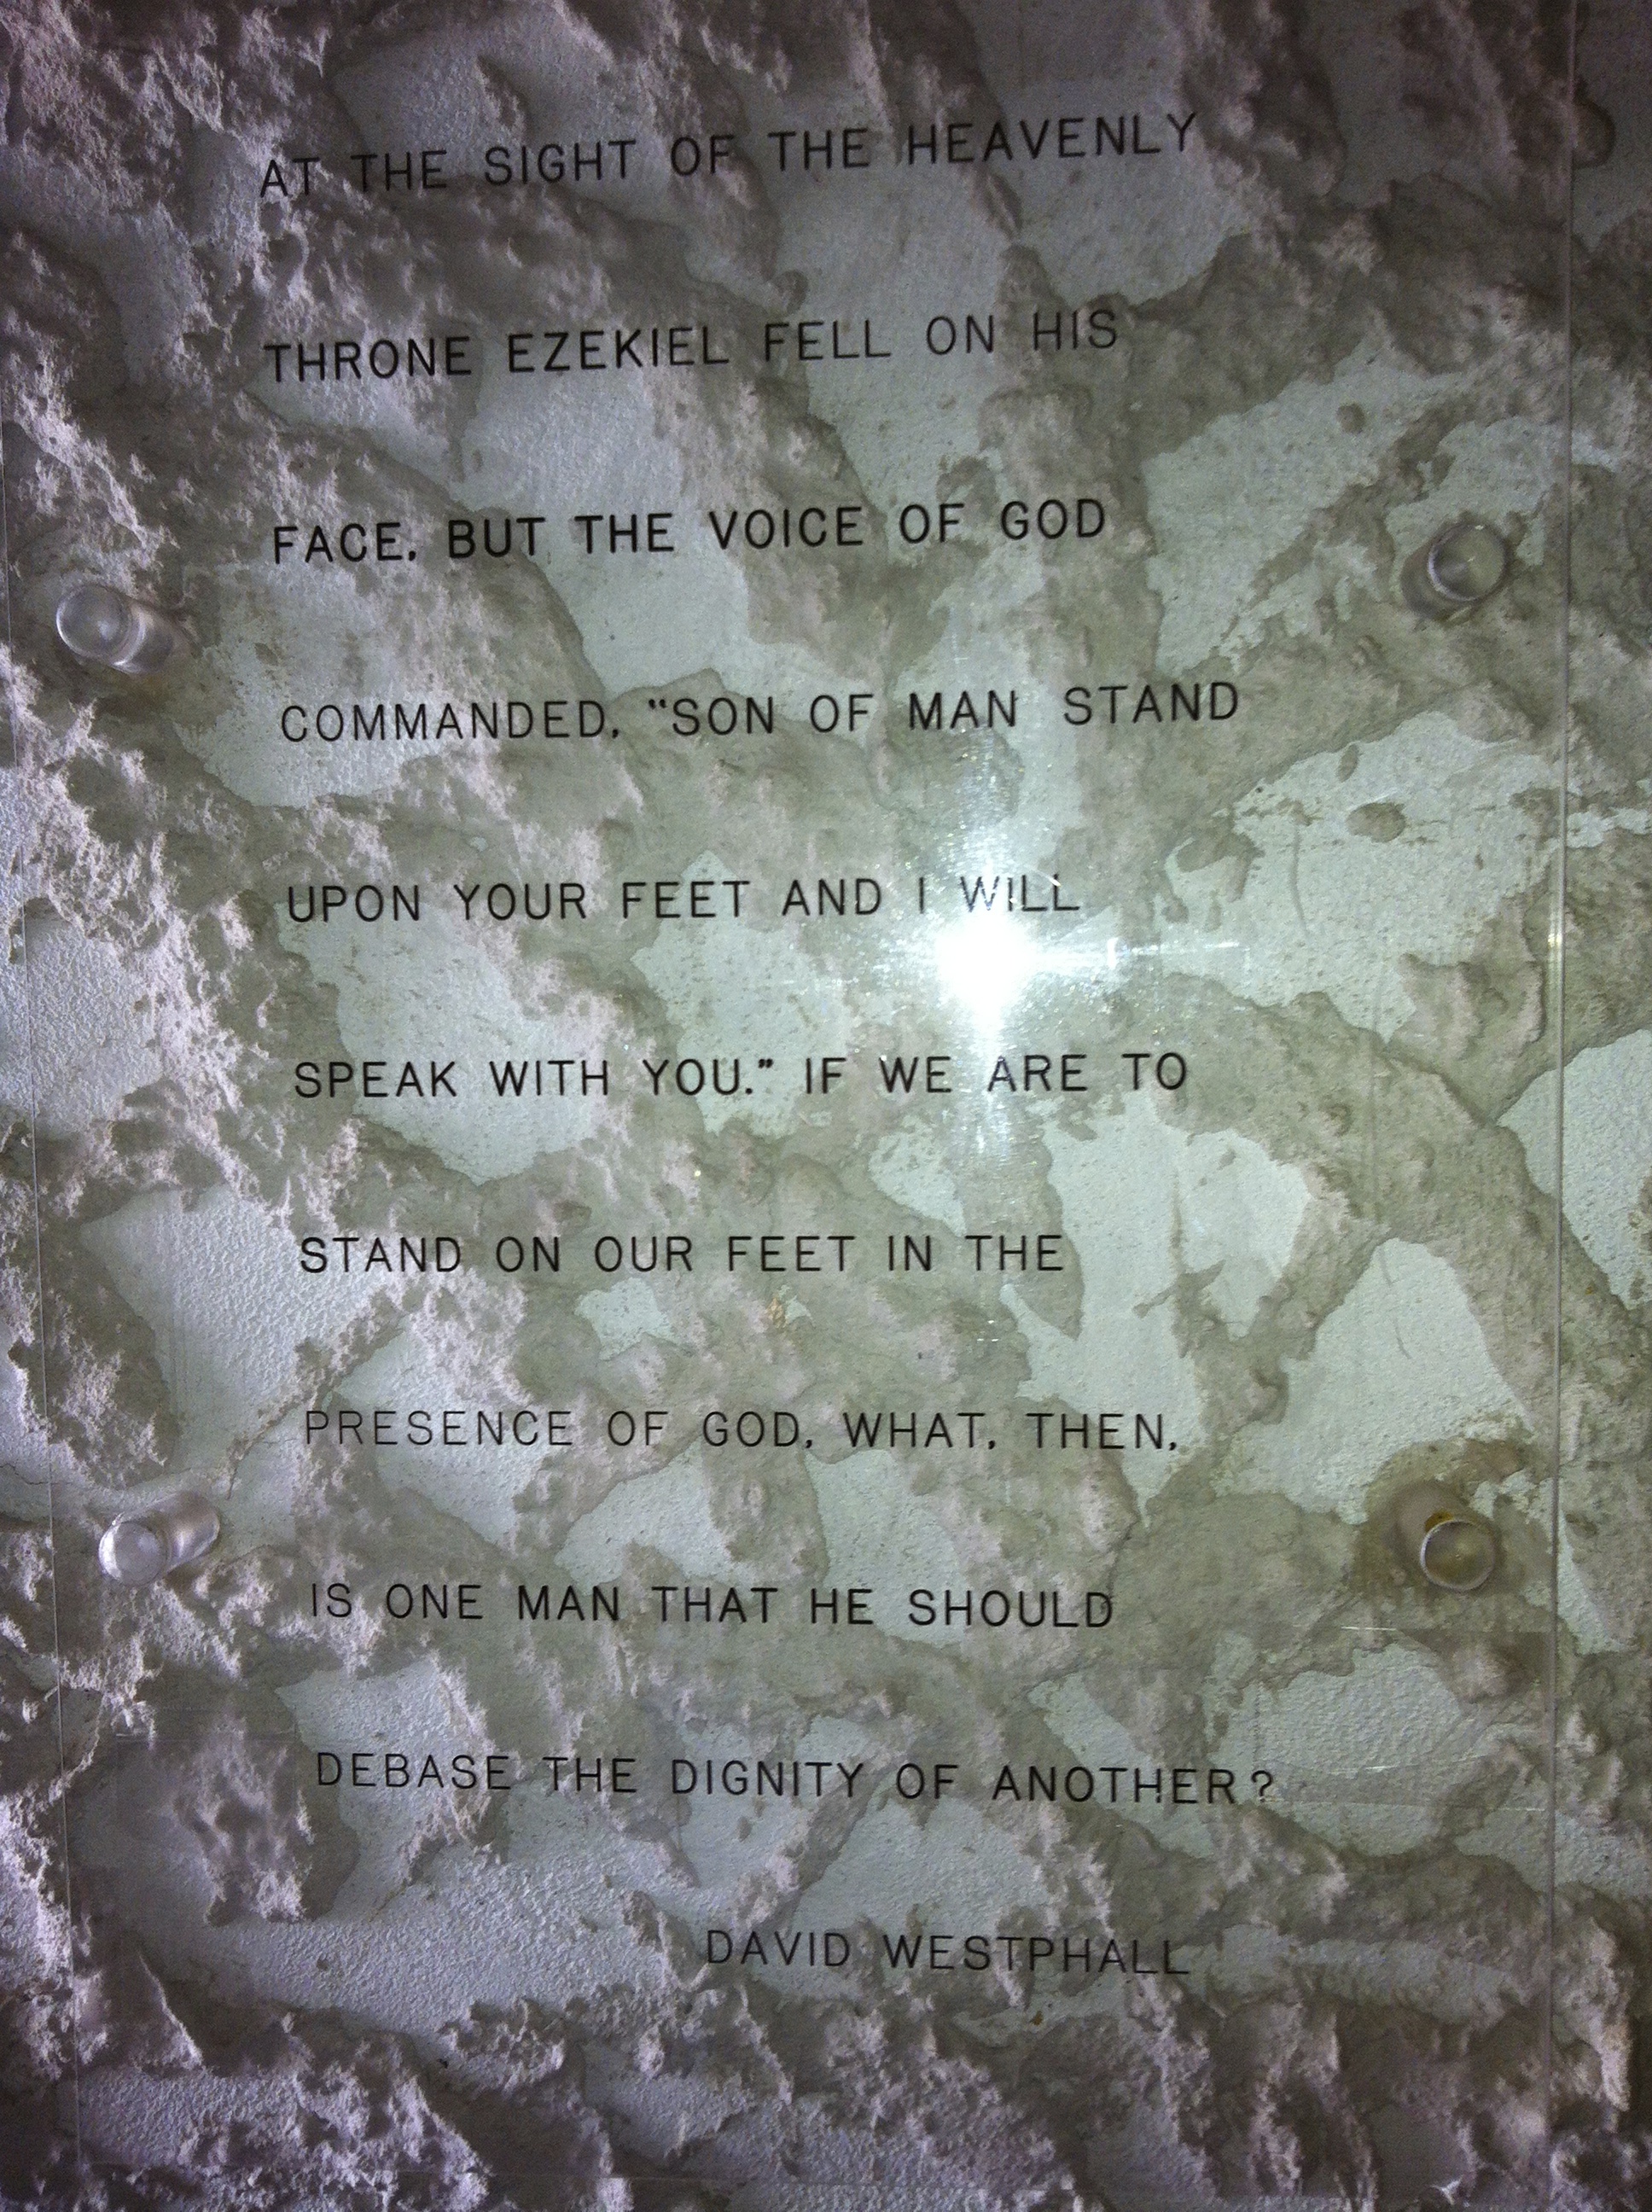 AT THE SIGHT OF THE HEAVENLY
THRONE EZEKIEL FELL ON HIS
FACE, BUT THE VOICE OF GOD
COMMANDED, "SON OF MAN STAND
UPON YOUR FEET AND I WILL
SPEAK WITH YOU." IF WE ARE TO
STAND ON OUR FEET IN THE
PRESENCE OF GOD, WHAT, THEN,
IS ONE MAN THAT HE SHOULD
DEBASE THE DIGNITY OF ANOTHER?
DAVID WESTPHALL